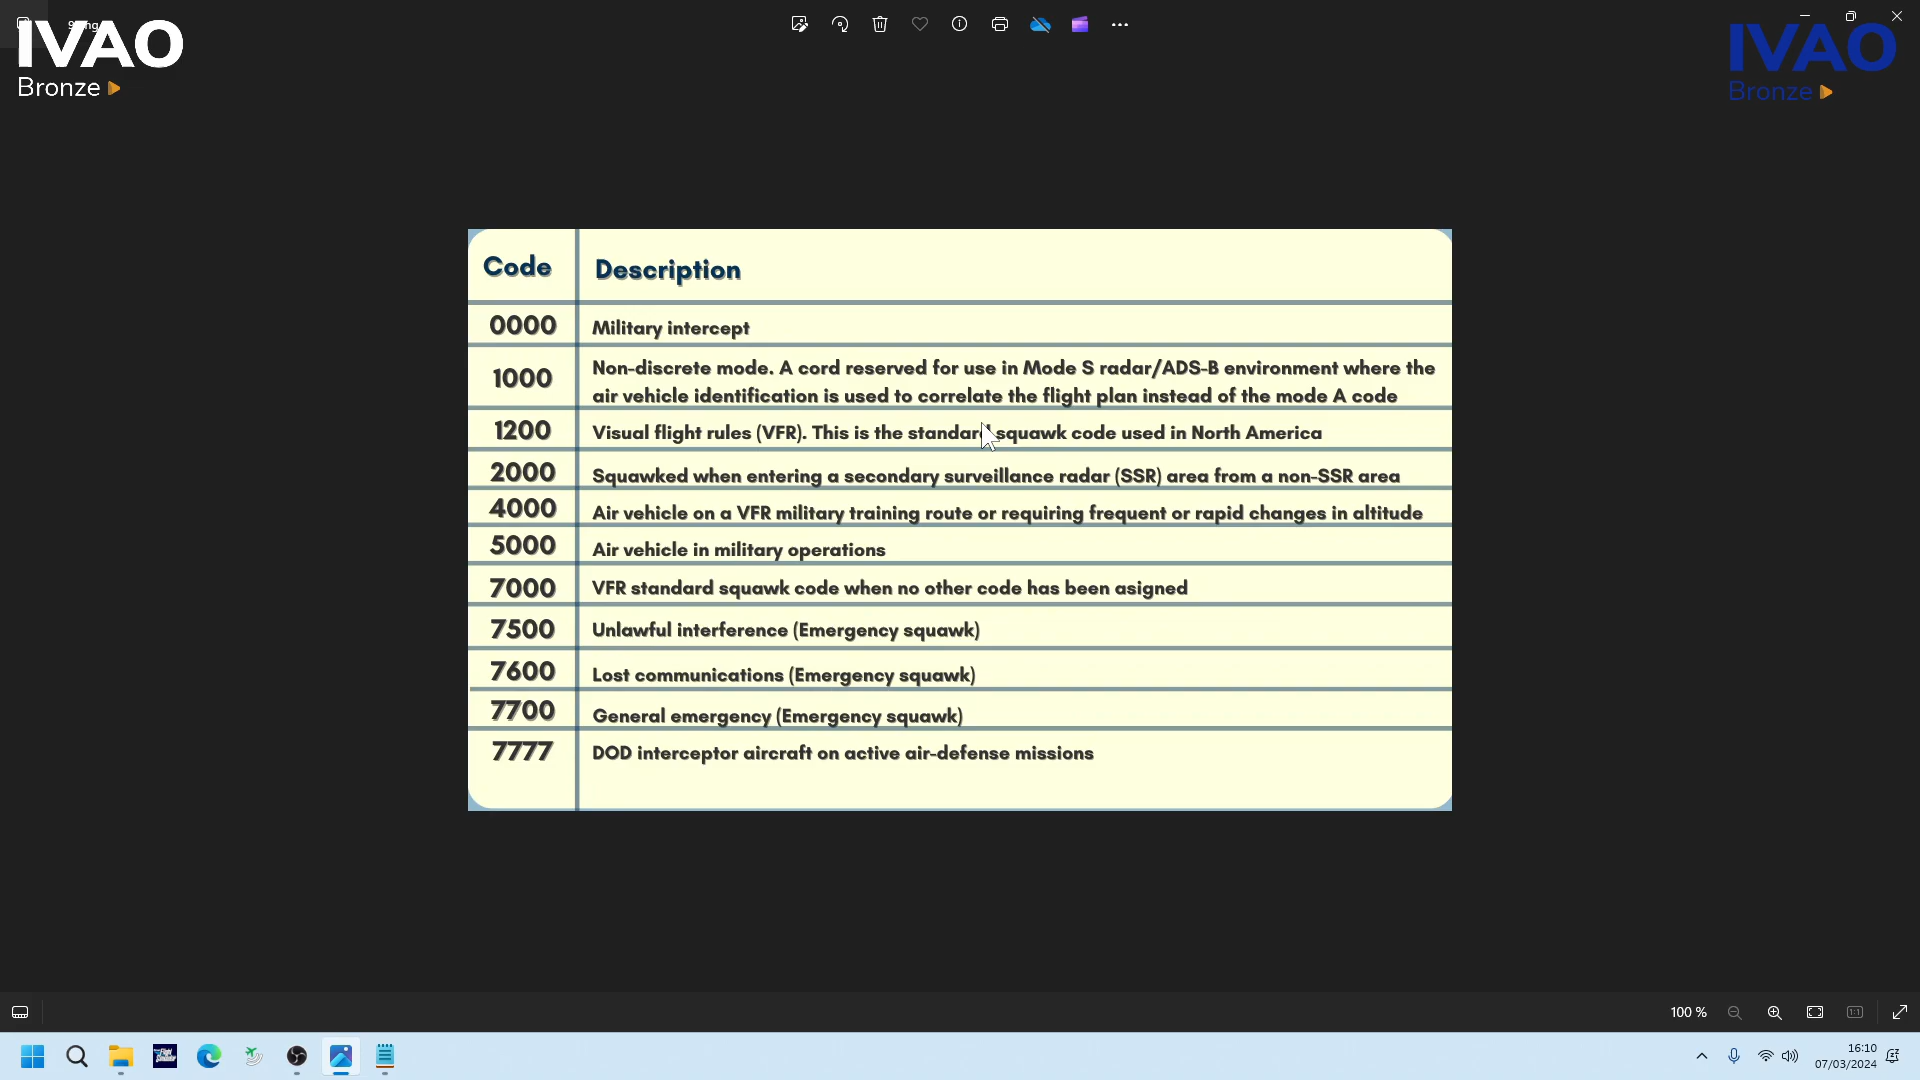 IVAO
Bronze
IVAO
Bronze
Code Description
0000 Military intercept
1000 Non-discrete mode. A cord reserved for use in Mode S radar/ADS-B environment where the
air vehicle identification is used to correlate the flight plan instead of the mode A code
1200 Visual flight rules (VFR). This is the standard squawk code used in North America
2000 Squawked when entering a secondary surveillance radar (SSR) area from a non-SSR area
4000 Air vehicle on a VFR military training route or requiring frequent or rapid changes in altitude
5000 Air vehicle in military operations
7000 VFR standard squawk code when no other code has been asigned
7500 Unlawful interference (Emergency squawk)
7600 Lost communications (Emergency squawk)
7700 General emergency (Emergency squawk)
7777 DOD interceptor aircraft on active air-defense missions
100 %
16:10
07/03/2024